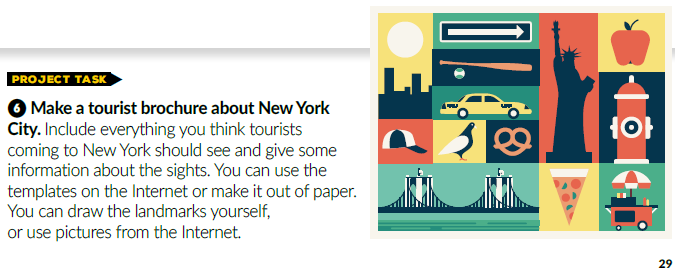 PROJECT TASK
6 Make a tourist brochure about New York
City. Include everything you think tourists
coming to New York should see and give some
information about the sights. You can use the
templates on the Internet or make it out of paper.
You can draw the landmarks yourself,
or use pictures from the Internet.
29